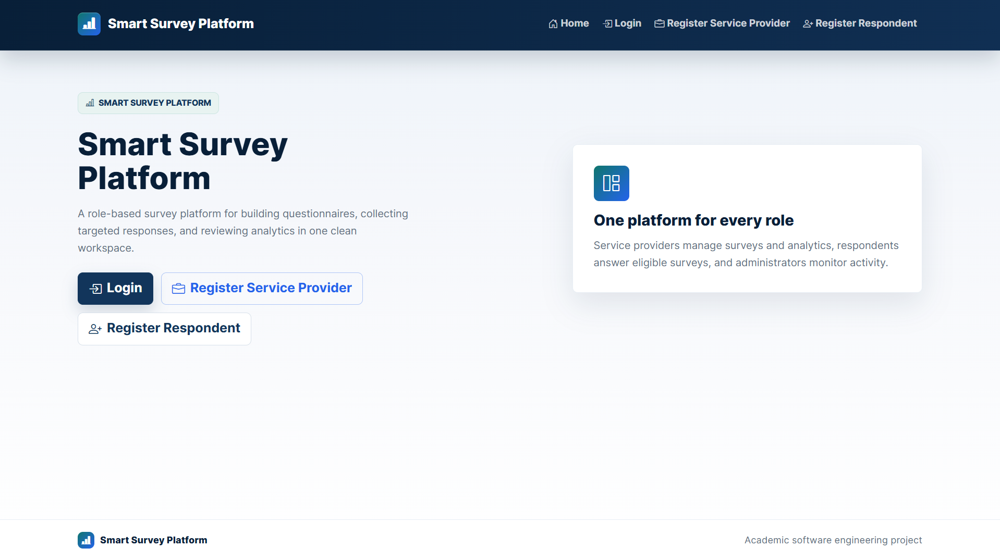 Smart Survey Platform
Home Login Register Service Provider Register Respondent
SMART SURVEY PLATFORM
Smart Survey
Platform
A role-based survey platform for building questionnaires, collecting
targeted responses, and reviewing analytics in one clean
workspace.
Login Register Service Provider
Register Respondent
One platform for every role
Service providers manage surveys and analytics, respondents
answer eligible surveys, and administrators monitor activity.
Smart Survey Platform
Academic software engineering project